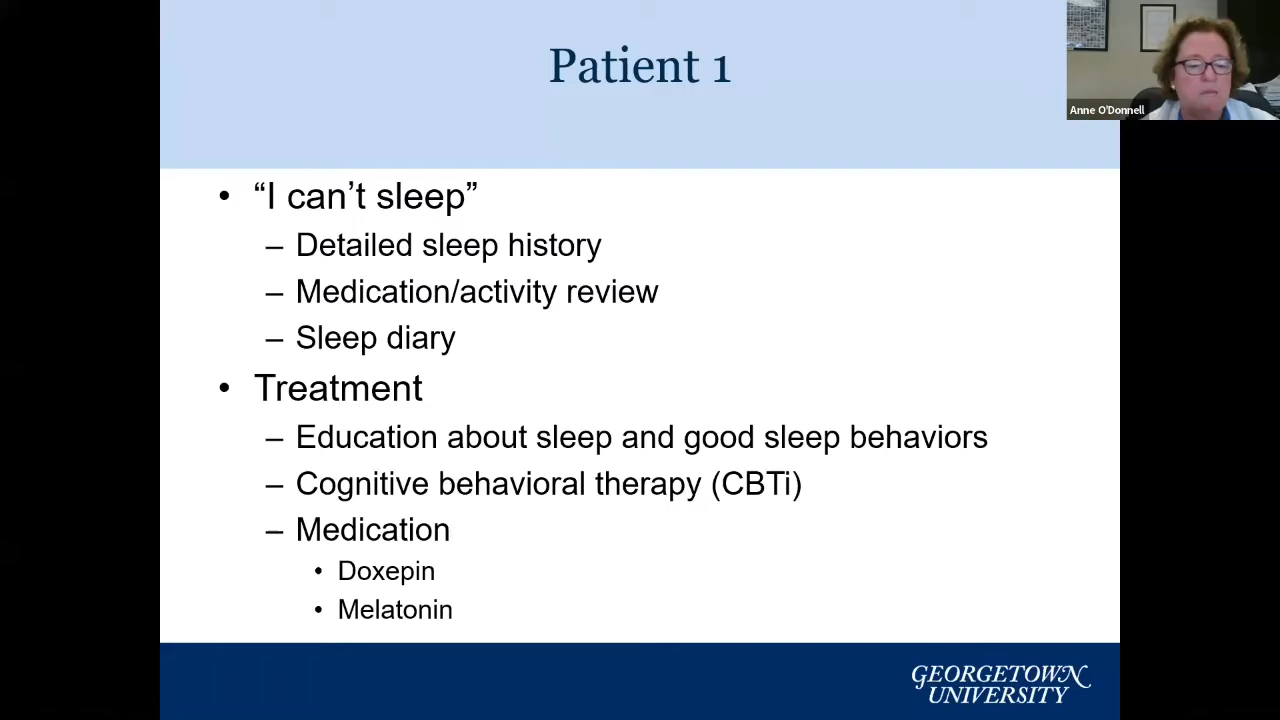 Patient 1
Anne O'Donnell
• “I can’t sleep”
– Detailed sleep history
– Medication/activity review
– Sleep diary
• Treatment
– Education about sleep and good sleep behaviors
– Cognitive behavioral therapy (CBTi)
– Medication
• Doxepin
• Melatonin
GEORGETOWN
UNIVERSITY